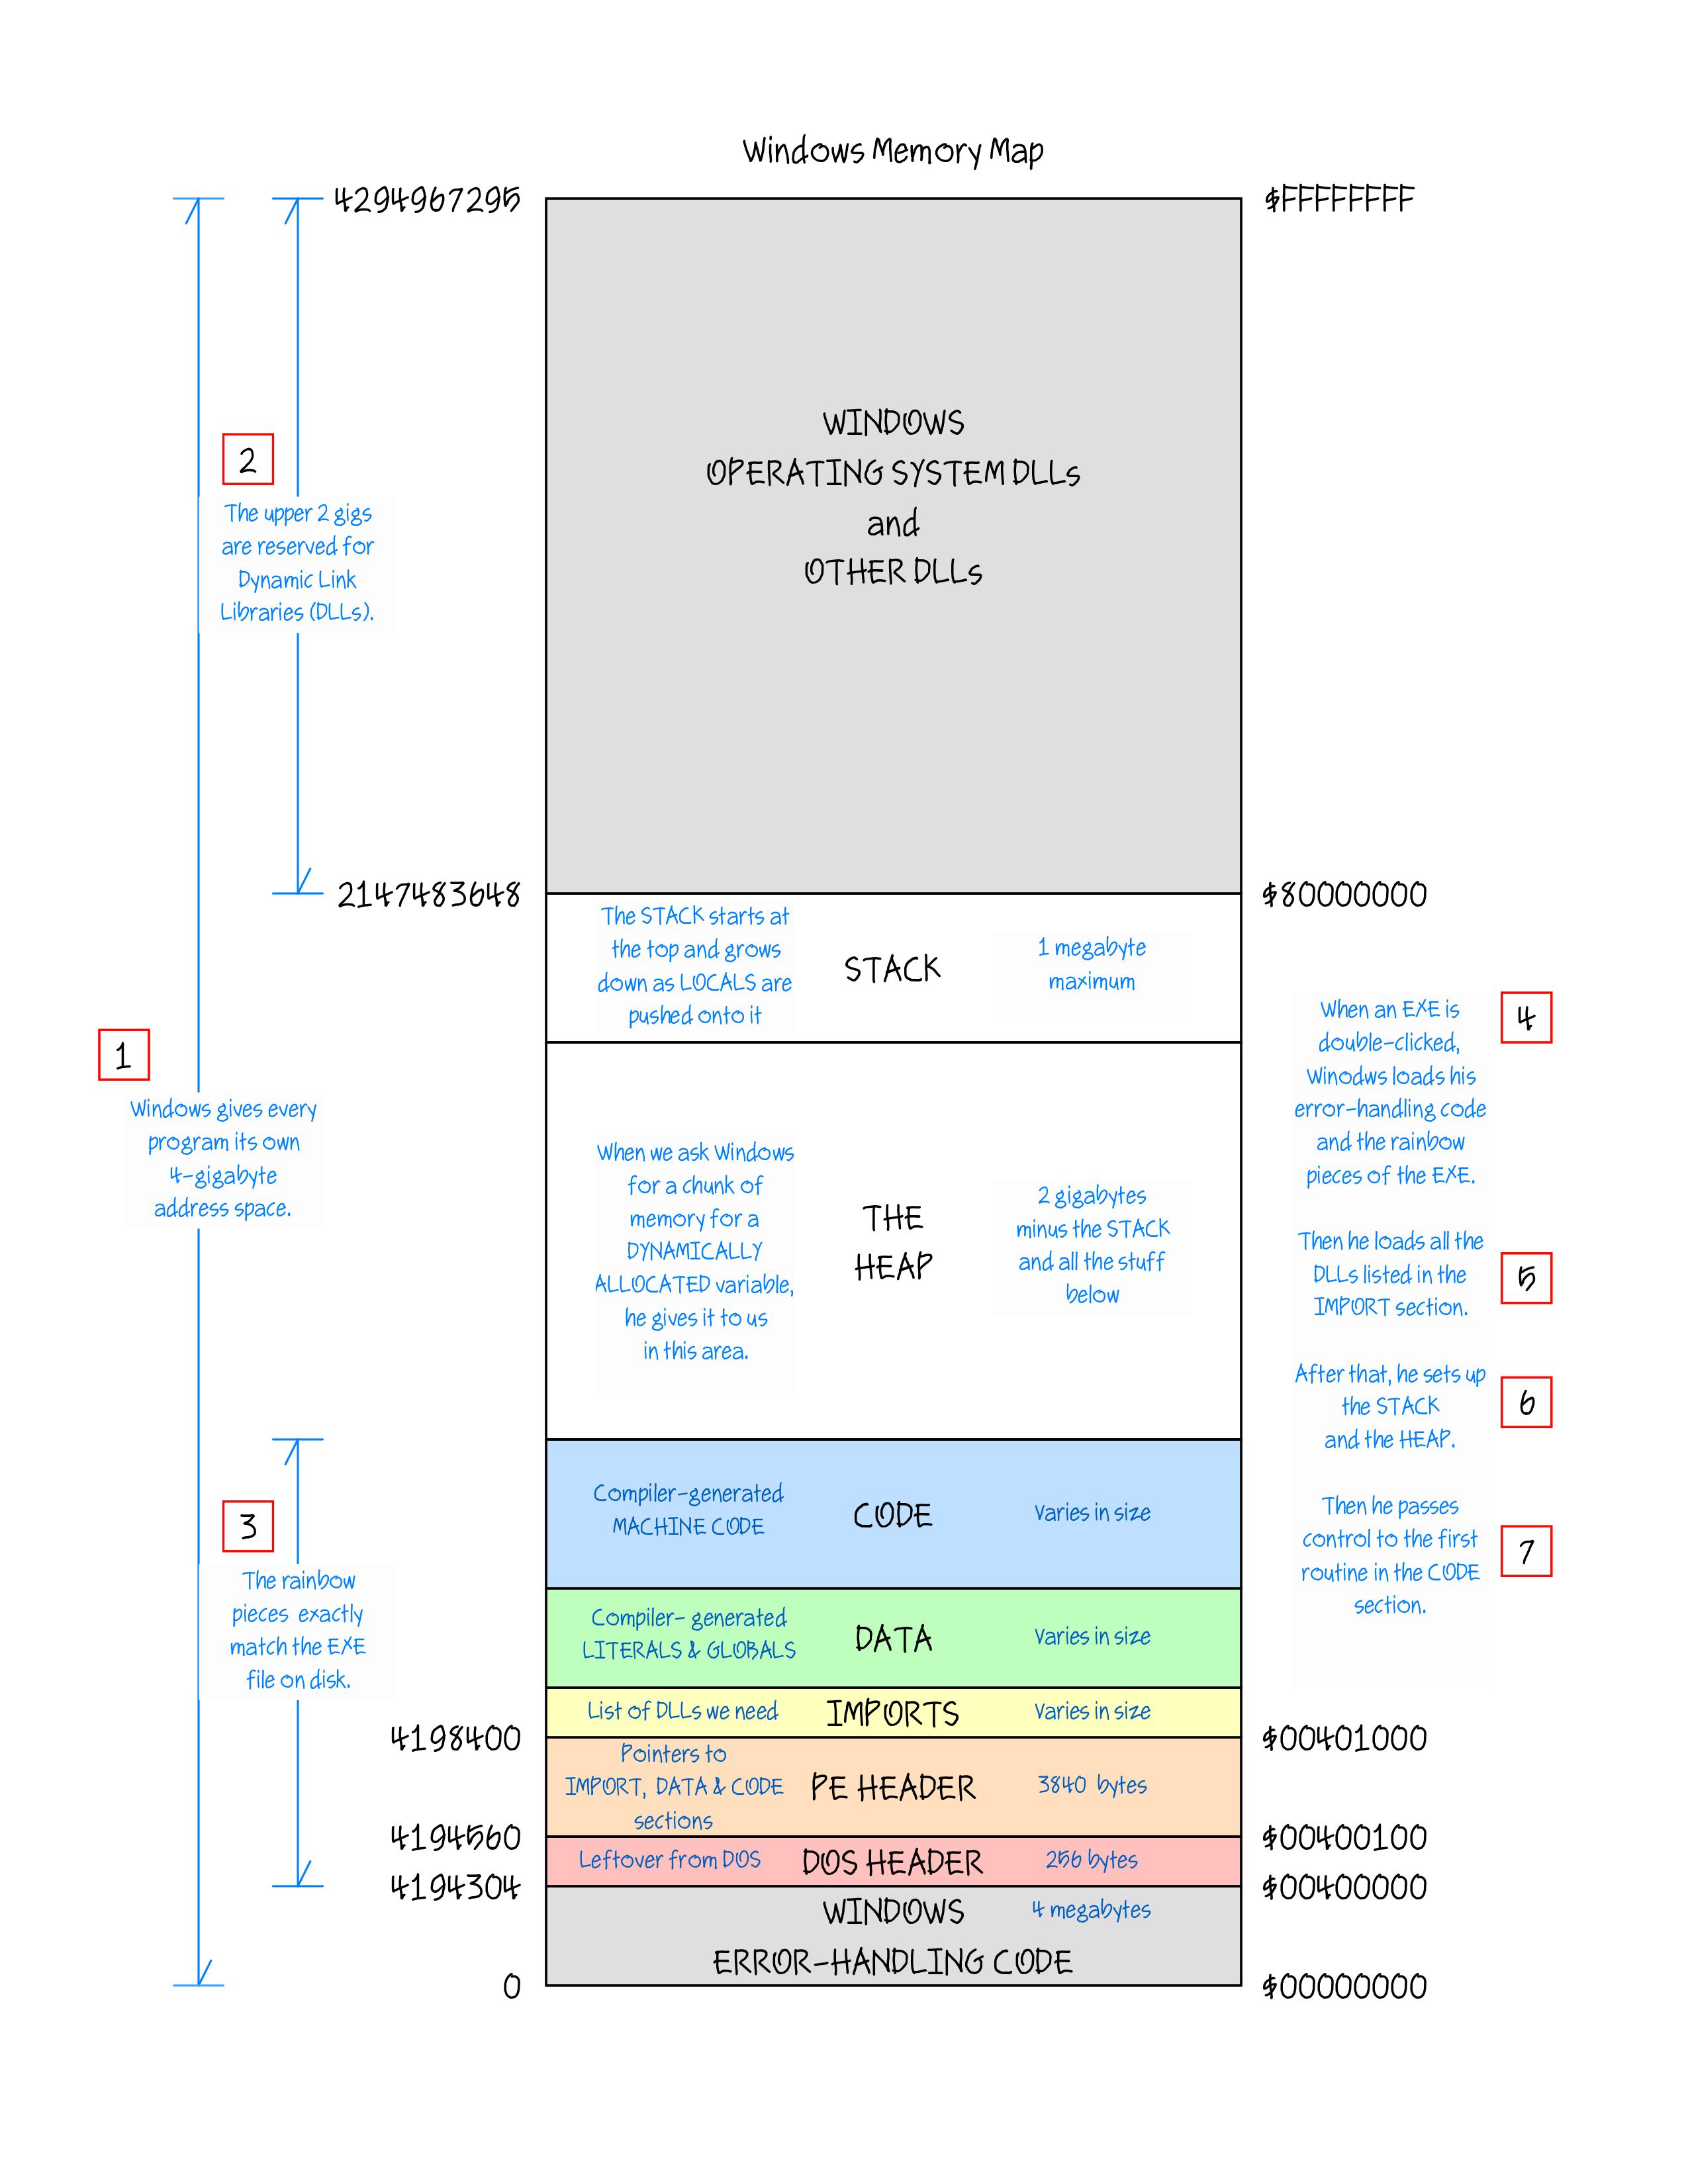 Windows Memory Map
4294967295
$FFFFFFFF
WINDOWS
OPERATING SYSTEM DLLs
and
OTHER DLLs
2
The upper 2 gigs
are reserved for
Dynamic Link
Libraries (DLLs).
2147483648
$80000000
The STACK starts at
the top and grows
down as LOCALS are
pushed onto it
STACK
1 megabyte
maximum
1
Windows gives every
program its own
4-gigabyte
address space.
When we ask Windows
for a chunk of
memory for a
DYNAMICALLY
ALLOCATED variable,
he gives it to us
in this area.
THE
HEAP
2 gigabytes
minus the STACK
and all the stuff
below
When an EXE is
double-clicked,
Winodws loads his
error-handling code
and the rainbow
pieces of the EXE.
4
Then he loads all the
DLLs listed in the
IMPORT section.
5
After that, he sets up
the STACK
and the HEAP.
6
Then he passes
control to the first
routine in the CODE
section.
7
3
The rainbow
pieces exactly
match the EXE
file on disk.
Compiler-generated
MACHINE CODE
CODE
Varies in size
Compiler- generated
LITERALS & GLOBALS
DATA
Varies in size
List of DLLs we need
IMPORTS
Varies in size
4198400
$00401000
Pointers to
IMPORT, DATA & CODE
sections
PE HEADER
3840 bytes
4194560
$00400100
Leftover from DOS
DOS HEADER
256 bytes
4194304
$00400000
WINDOWS
ERROR-HANDLING CODE
4 megabytes
0
$00000000